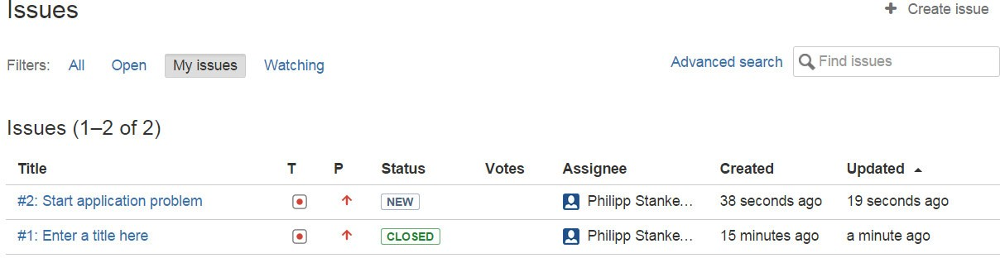 Issues
Create issue
Filters: All Open My issues Watching Advanced search Find issues
Issues (1–2 of 2)
Title T P Status Votes Assignee Created Updated
#2: Start application problem NEW Philipp Stanke... 38 seconds ago 19 seconds ago
#1: Enter a title here CLOSED Philipp Stanke... 15 minutes ago a minute ago